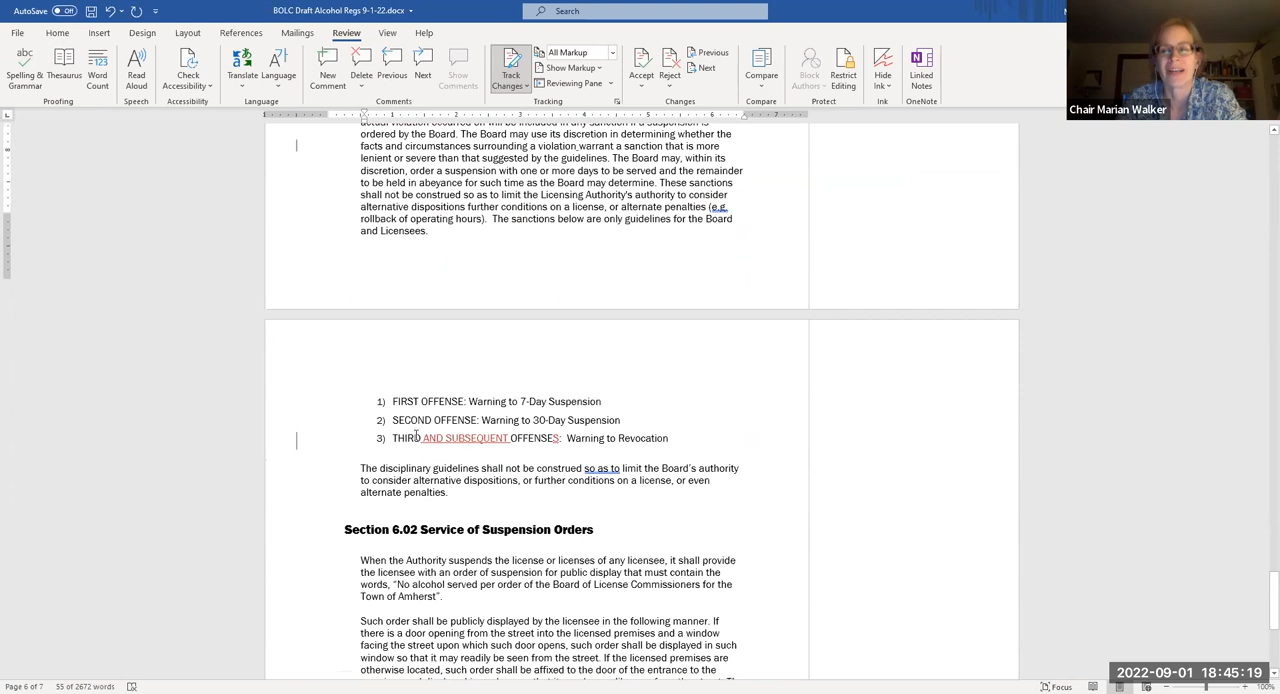 AutoSave Off BOLC Draft Alcohol Regs 9-1-22.docx Search
File Home Insert Design Layout References Mailings Review View Help
Spelling & Grammar Thesaurus Word Count Read Aloud Check Accessibility Translate Language New Comment Delete Previous Next Show Comments Track Changes All Markup Show Markup Reviewing Pane Accept Reject Previous Next Compare Block Authors Restrict Editing Hide Ink Linked Notes
Proofing Speech Accessibility Language Comments Tracking Changes Compare Protect Ink OneNote
Chair Marian Walker
ordered by the Board. The Board may use its discretion in determining whether the
facts and circumstances surrounding a violation warrant a sanction that is more
lenient or severe than that suggested by the guidelines. The Board may, within its
discretion, order a suspension with one or more days to be served and the remainder
to be held in abeyance for such time as the Board may determine. These sanctions
shall not be construed so as to limit the Licensing Authority's authority to consider
alternative dispositions further conditions on a license, or alternate penalties (e.g.
rollback of operating hours). The sanctions below are only guidelines for the Board
and Licensees.
1) FIRST OFFENSE: Warning to 7-Day Suspension
2) SECOND OFFENSE: Warning to 30-Day Suspension
3) THIRD AND SUBSEQUENT OFFENSES: Warning to Revocation
The disciplinary guidelines shall not be construed so as to limit the Board's authority
to consider alternative dispositions, or further conditions on a license, or even
alternate penalties.
Section 6.02 Service of Suspension Orders
When the Authority suspends the license or licenses of any licensee, it shall provide
the licensee with an order of suspension for public display that must contain the
words, “No alcohol served per order of the Board of License Commissioners for the
Town of Amherst”.
Such order shall be publicly displayed by the licensee in the following manner. If
there is a door opening from the street into the licensed premises and a window
facing the street upon which such door opens, such order shall be displayed in such
window so that it may readily be seen from the street. If the licensed premises are
otherwise located, such order shall be affixed to the door of the entrance to the
Page 6 of 7 55 of 2672 words Focus 100%
2022-09-01 18:45:19